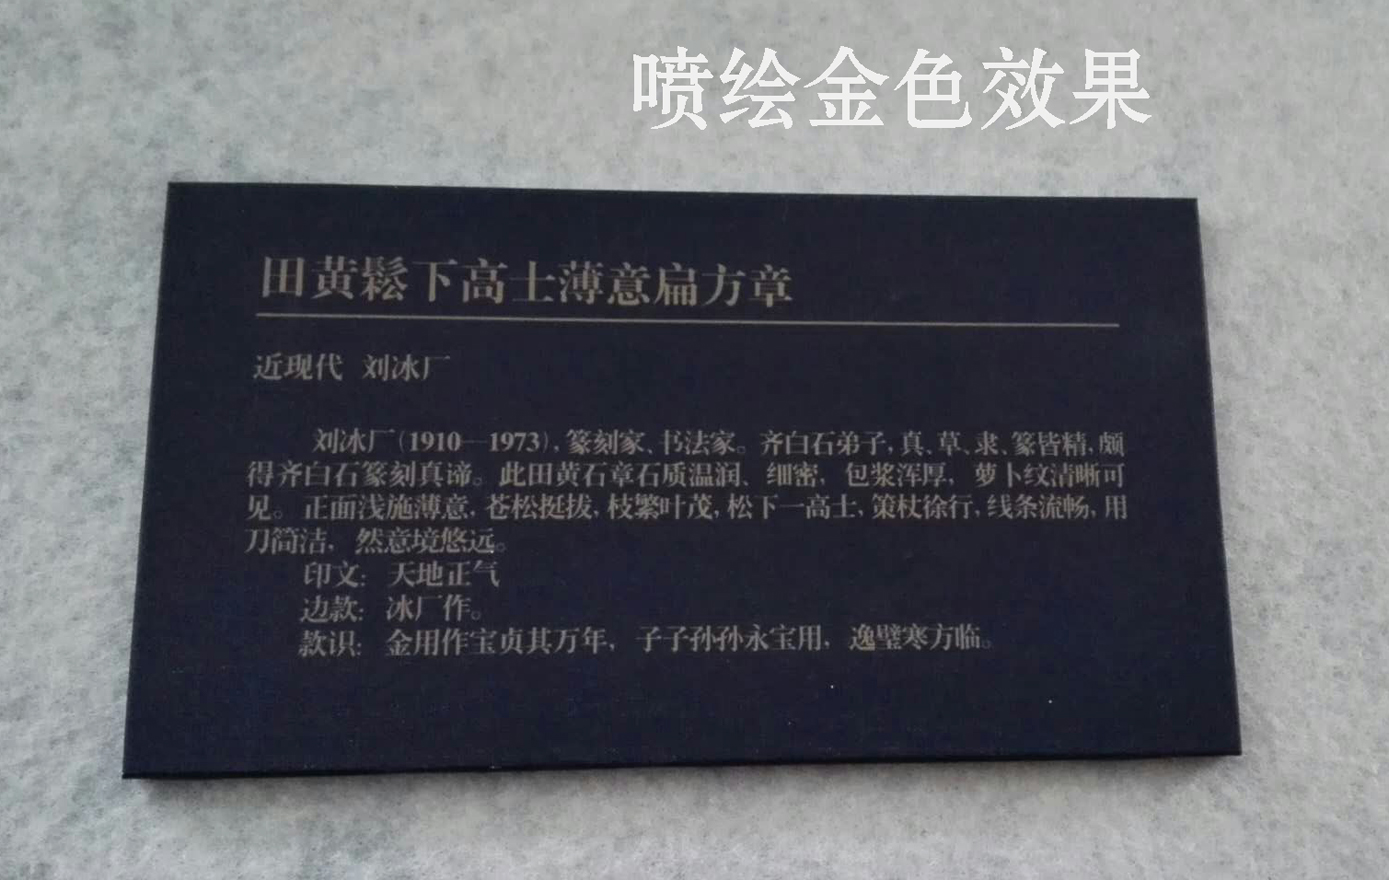 喷绘金色效果
田黄鬆下高士薄意扁方章
近现代 刘冰厂
刘冰厂(1910—1973),篆刻家、书法家。齐白石弟子,真、草、隶、篆皆精,颇
得齐白石篆刻真谛。此田黄石章石质温润、细密,包浆浑厚,萝卜纹清晰可
见。正面浅施薄意,苍松挺拔,枝繁叶茂,松下一高士,策杖徐行,线条流畅,用
刀简洁,然意境悠远。
印文:天地正气
边款:冰厂作。
款识:金用作宝贞其万年,子子孙孙永宝用,逸璧寒方临。